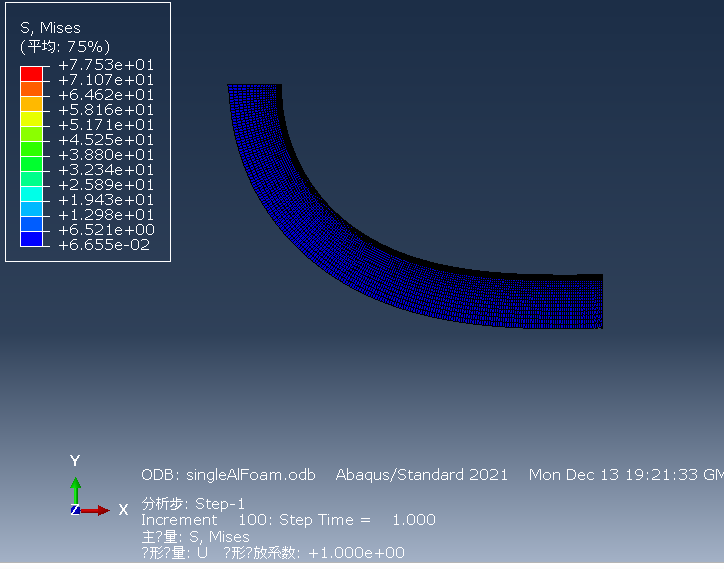 S, Mises
(平均: 75%)
+7.753e+01
+7.107e+01
+6.462e+01
+5.816e+01
+5.171e+01
+4.525e+01
+3.880e+01
+3.234e+01
+2.589e+01
+1.943e+01
+1.298e+01
+6.521e+00
+6.655e-02
Y
Z X
ODB: singleAlFoam.odb Abaqus/Standard 2021 Mon Dec 13 19:21:33 GM
分析步: Step-1
Increment 100: Step Time = 1.000
主?量: S, Mises
?形?量: U ?形?放系数: +1.000e+00